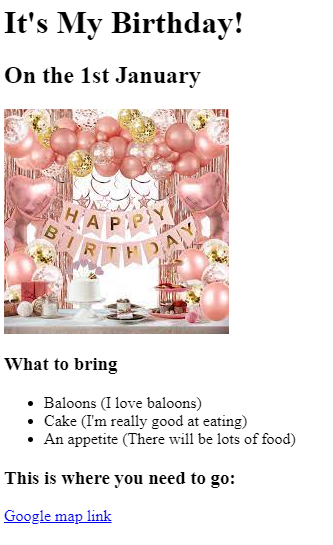 It's My Birthday!
On the 1st January
HAPPY
BIRTHDAY
What to bring
Baloons (I love baloons)
Cake (I'm really good at eating)
An appetite (There will be lots of food)
This is where you need to go:
Google map link